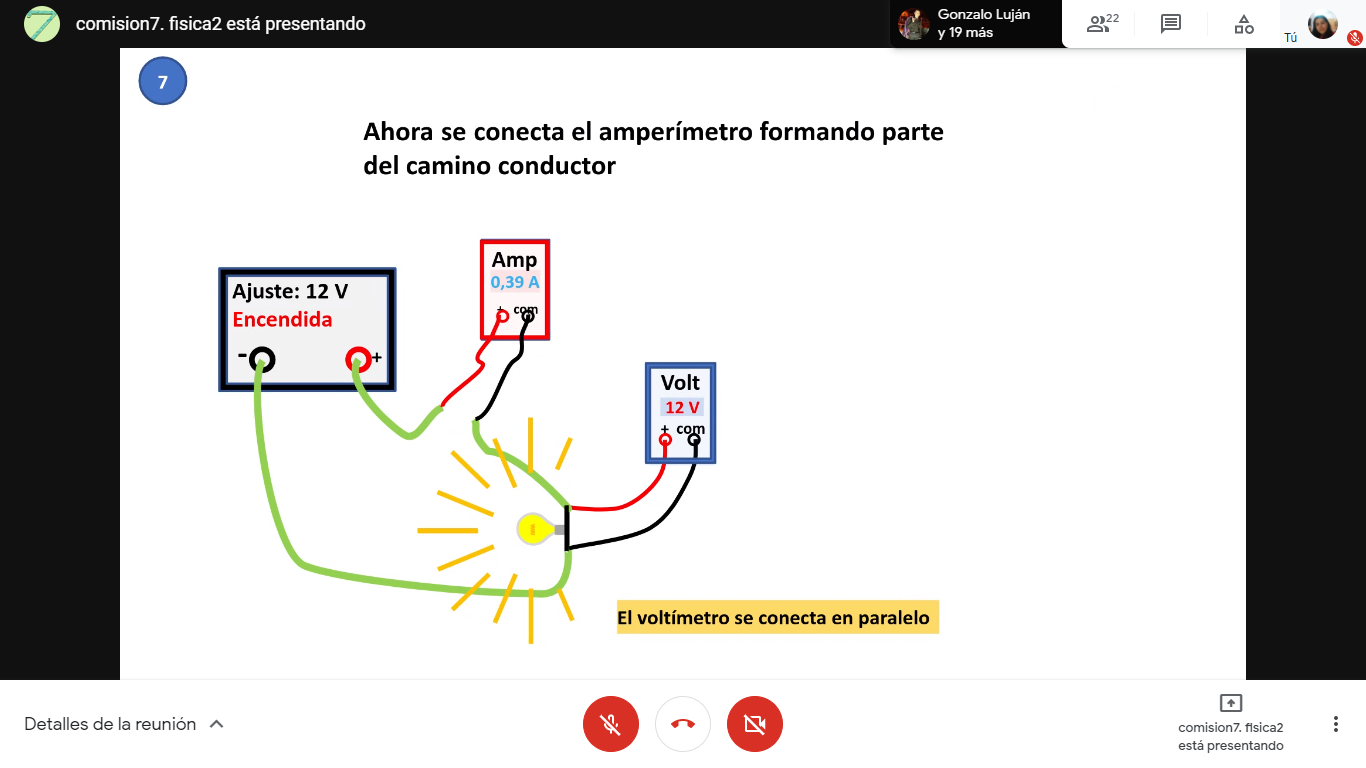 comision7. fisica2 está presentando
Gonzalo Luján
y 19 más
22
Tú
7
Ahora se conecta el amperímetro formando parte
del camino conductor
Amp
0,39 A
+ com
Ajuste: 12 V
Encendida
- +
Volt
12 V
+ com
El voltímetro se conecta en paralelo
Detalles de la reunión
comision7. fisica2
está presentando